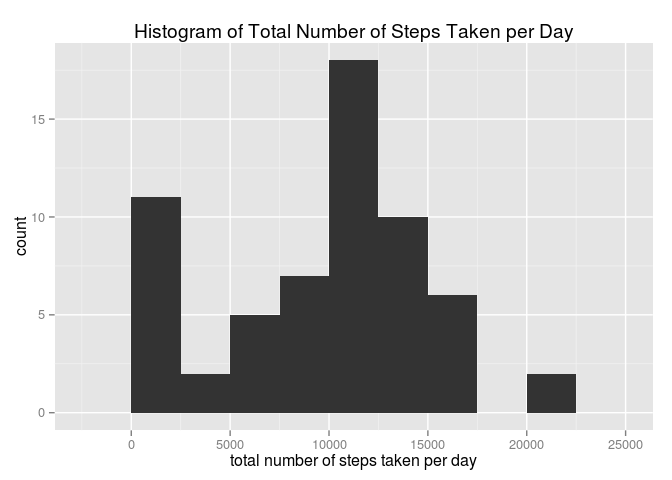 Histogram of Total Number of Steps Taken per Day
15
10
5
0
count
0 5000 10000 15000 20000 25000
total number of steps taken per day